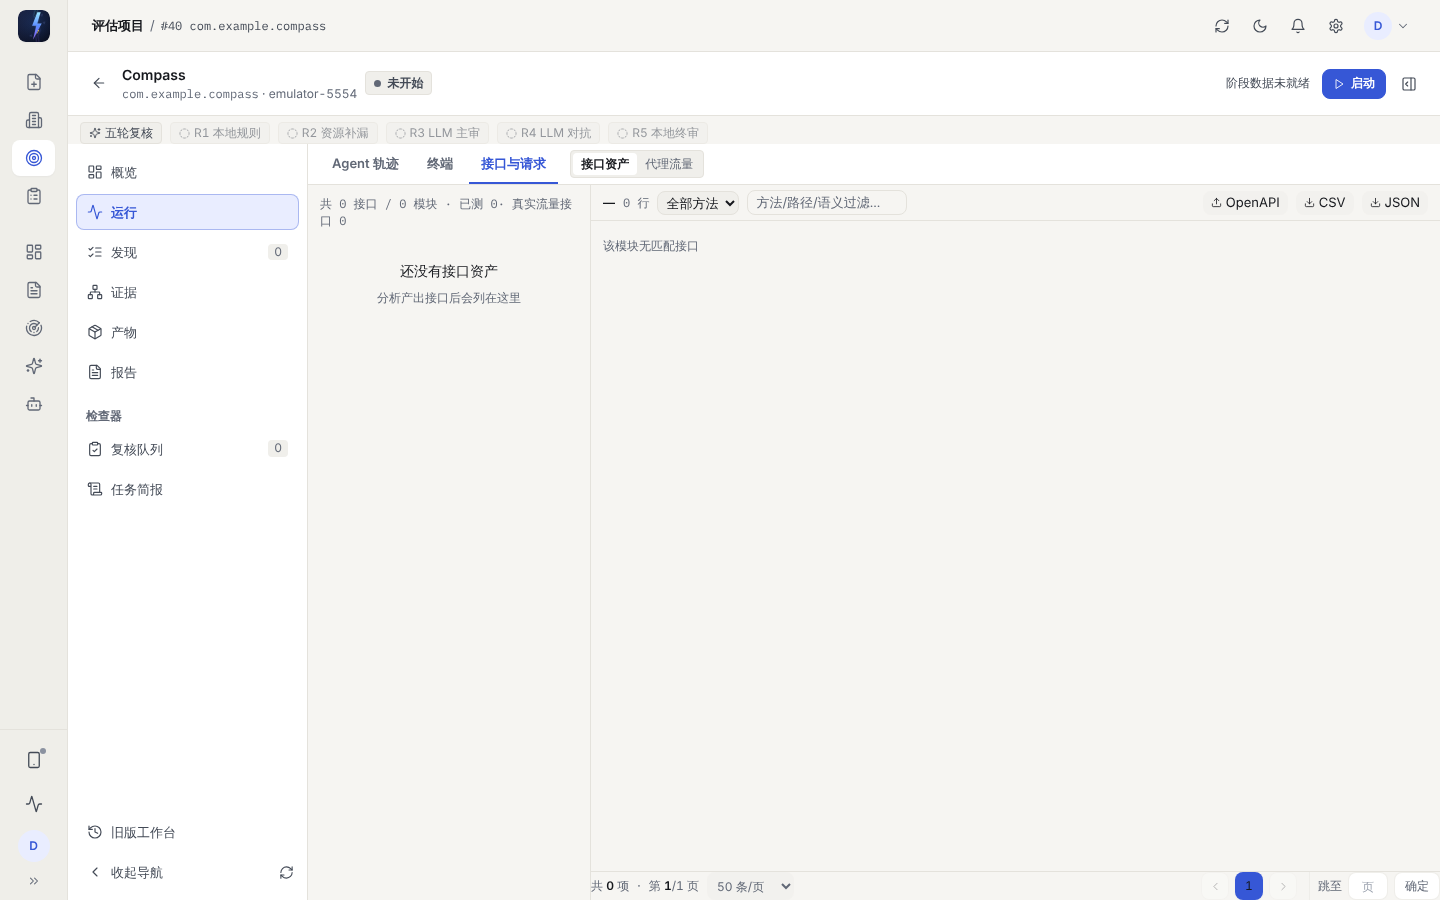 评估项目 / #40 com.example.compass
D
Compass
com.example.compass · emulator-5554
未开始
阶段数据未就绪
启动
五轮复核
R1 本地规则
R2 资源补漏
R3 LLM 主审
R4 LLM 对抗
R5 本地终审
概览
运行
发现 0
证据
产物
报告
检查器
复核队列 0
任务简报
旧版工作台
收起导航
D
Agent 轨迹
终端
接口与请求
接口资产
代理流量
共 0 接口 / 0 模块 · 已测 0· 真实流量接
口 0
还没有接口资产
分析产出接口后会列在这里
— 0 行
全部方法
方法/路径/语义过滤...
OpenAPI
CSV
JSON
该模块无匹配接口
共 0 项 · 第 1/1 页
50 条/页
1
跳至
页
确定